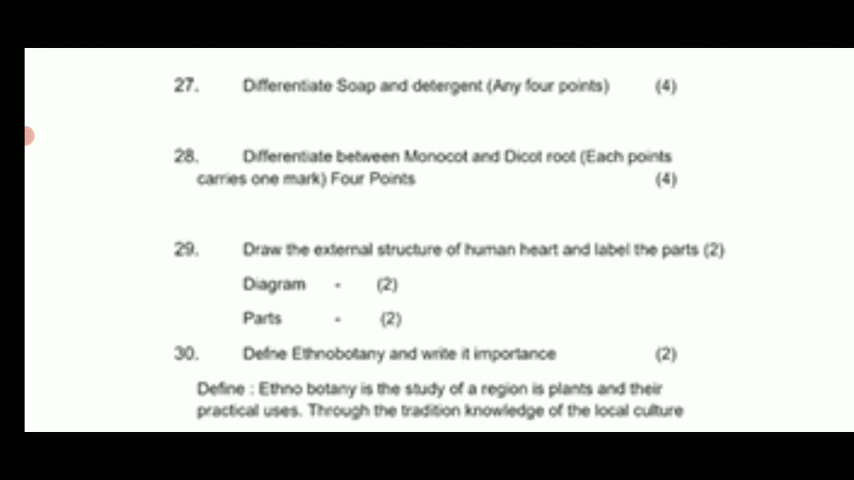 27. Differentiate Soap and detergent (Any four points) (4)
28. Differentiate between Monocot and Dicot root (Each points
carries one mark) Four Points (4)
29. Draw the external structure of human heart and label the parts (2)
Diagram - (2)
Parts - (2)
30. Defne Ethnobotany and write it importance (2)
Define : Ethno botany is the study of a region is plants and their
practical uses. Through the tradition knowledge of the local culture